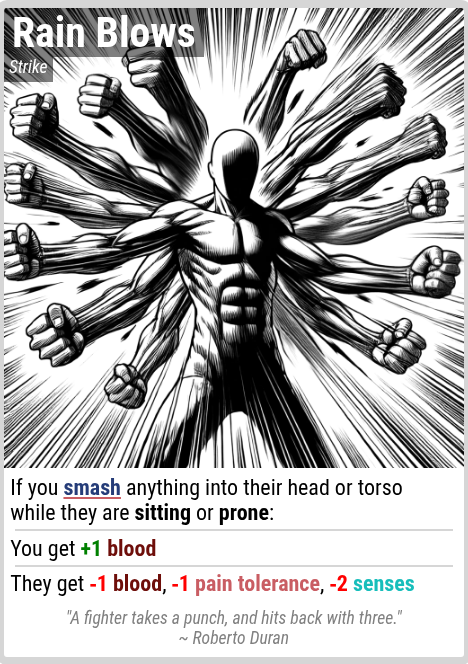 Rain Blows
Strike
If you smash anything into their head or torso
while they are sitting or prone:
You get +1 blood
They get -1 blood, -1 pain tolerance, -2 senses
"A fighter takes a punch, and hits back with three."
~ Roberto Duran